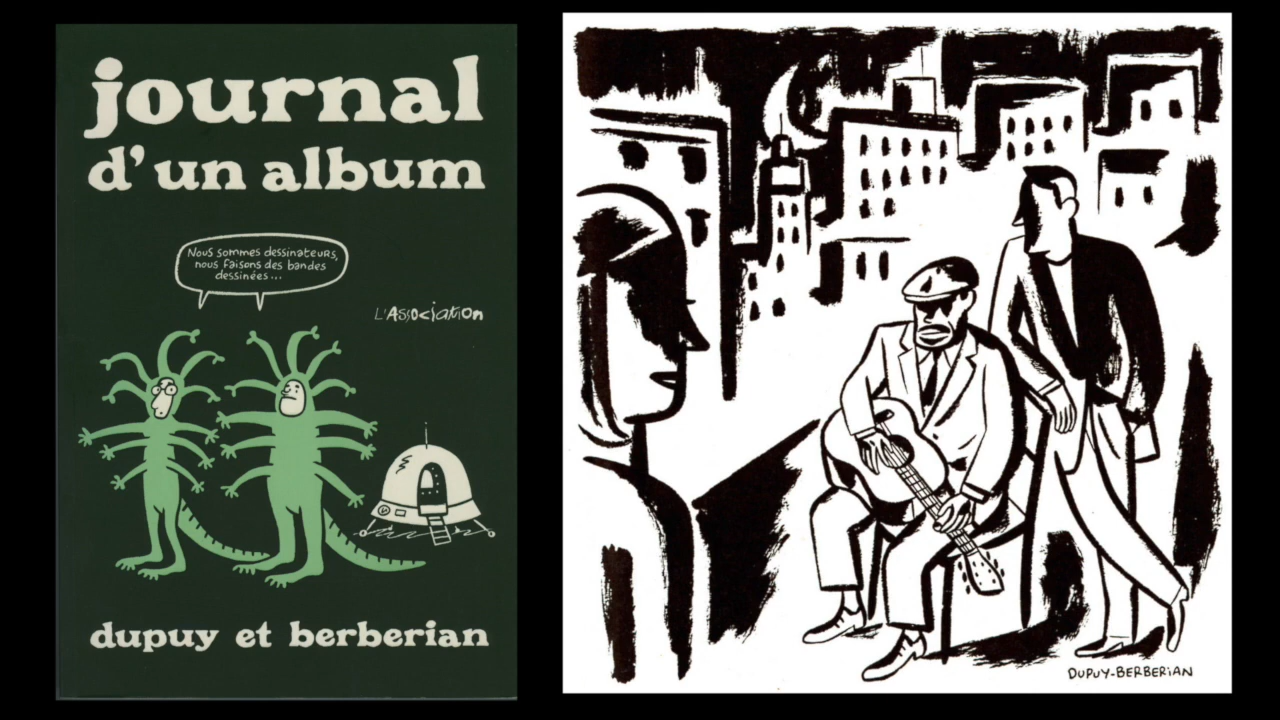 journal
d'un album
Nous sommes dessinateurs,
nous faisons des bandes
dessinées...
L'Association
dupuy et berberian
DUPUY-BERBERIAN